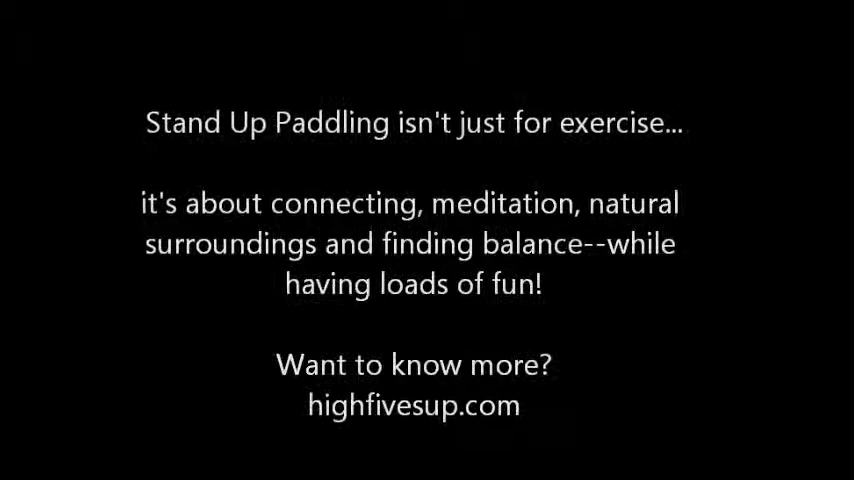 Stand Up Paddling isn't just for exercise...
it's about connecting, meditation, natural
surroundings and finding balance--while
having loads of fun!
Want to know more?
highfivesup.com